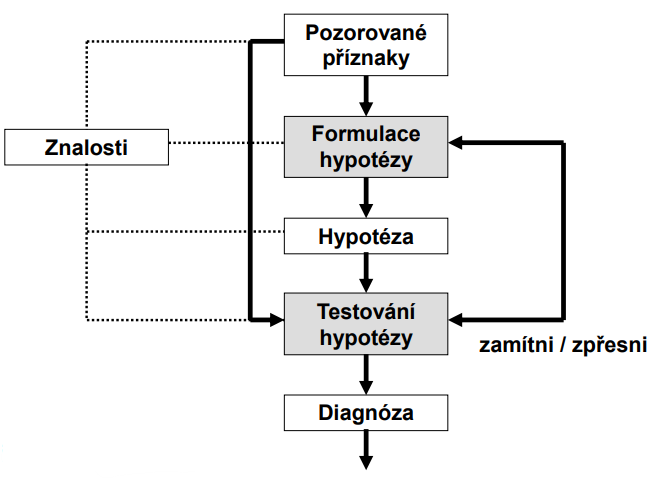 Pozorované
příznaky
Formulace
hypotézy
Znalosti
Hypotéza
Testování
hypotézy
zamítni / zpřesni
Diagnóza